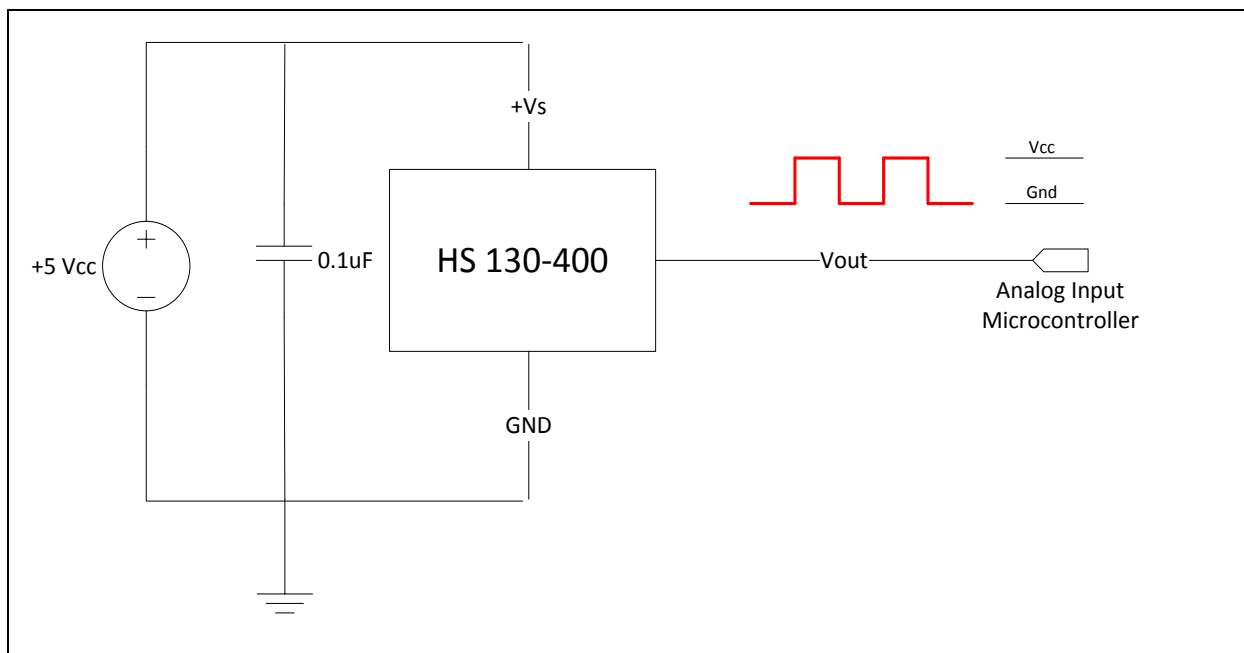 +Vs
Vcc
Gnd
+5 Vcc
0.1uF
HS 130-400
Vout
Analog Input
Microcontroller
GND